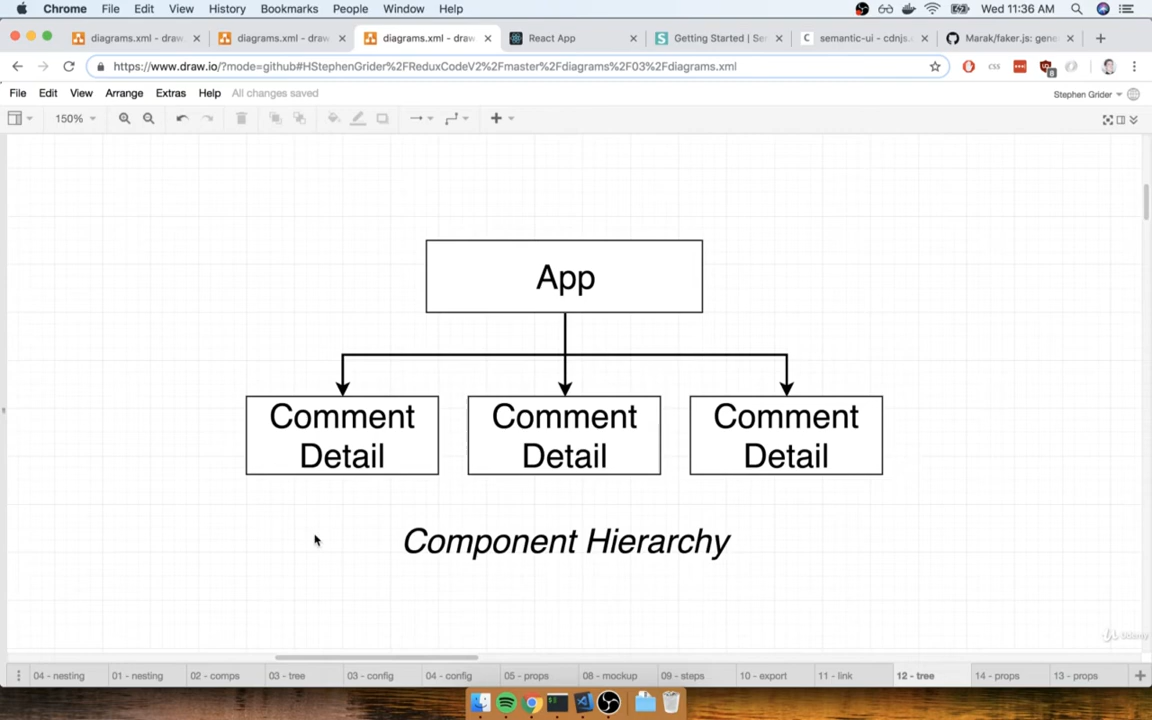 Chrome File Edit View History Bookmarks People Window Help Wed 11:36 AM
diagrams.xml - draw diagrams.xml - draw diagrams.xml - draw React App Getting Started | Se semantic-ui - cdnjs.c Marak/faker.js: gene
https://www.draw.io/?mode=github#HStephenGrider%2FReduxCodeV2%2Fmaster%2Fdiagrams%2F03%2Fdiagrams.xml
File Edit View Arrange Extras Help All changes saved Stephen Grider
150%
App
Comment Detail
Comment Detail
Comment Detail
Component Hierarchy
Udemy
04 - nesting 01 - nesting 02 - comps 03 - tree 03 - config 04 - config 05 - props 08 - mockup 09 - steps 10 - export 11 - link 12 - tree 14 - props 13 - props